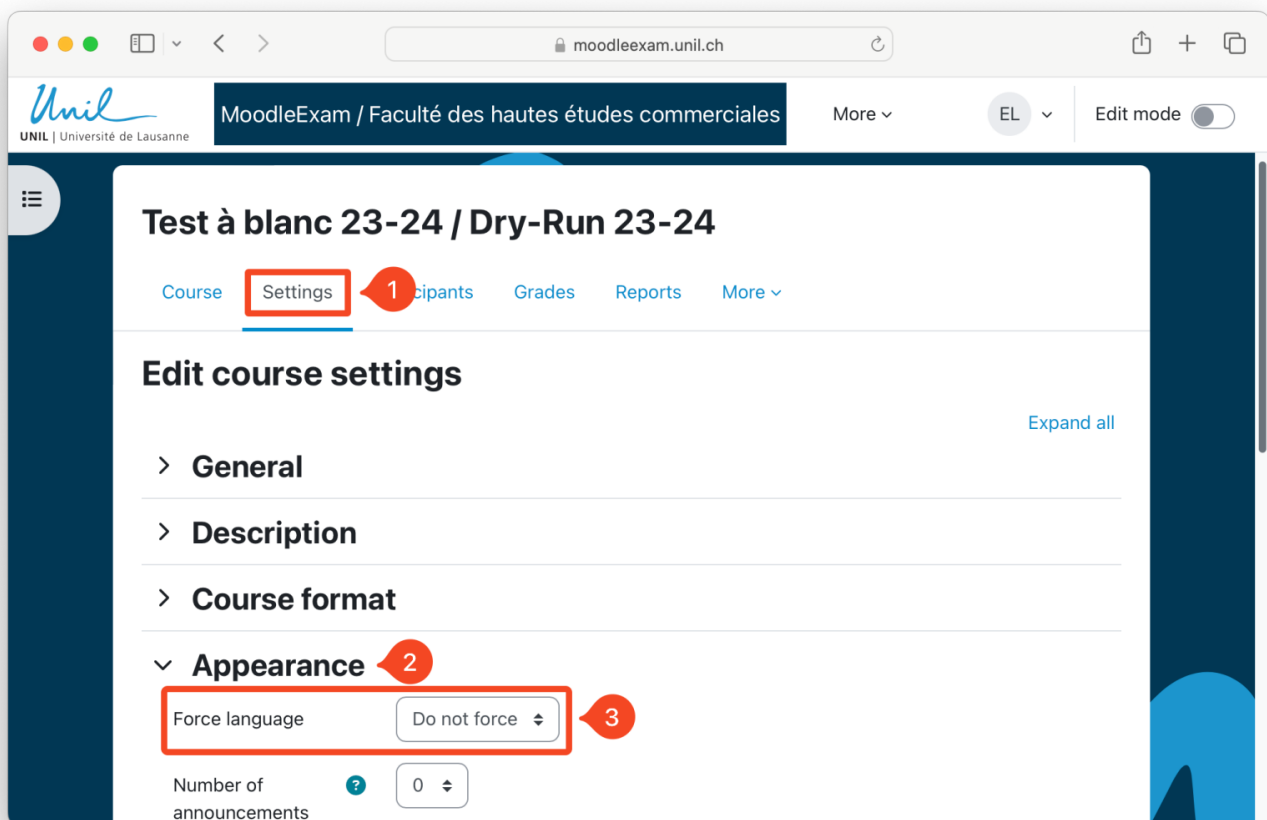 moodleexam.unil.ch
Unil
UNIL | Université de Lausanne
MoodleExam / Faculté des hautes études commerciales
More
EL
Edit mode
Test à blanc 23-24 / Dry-Run 23-24
Course Settings 1 cipants Grades Reports More
Edit course settings
Expand all
General
Description
Course format
Appearance 2
Force language Do not force 3
Number of ? 0
announcements